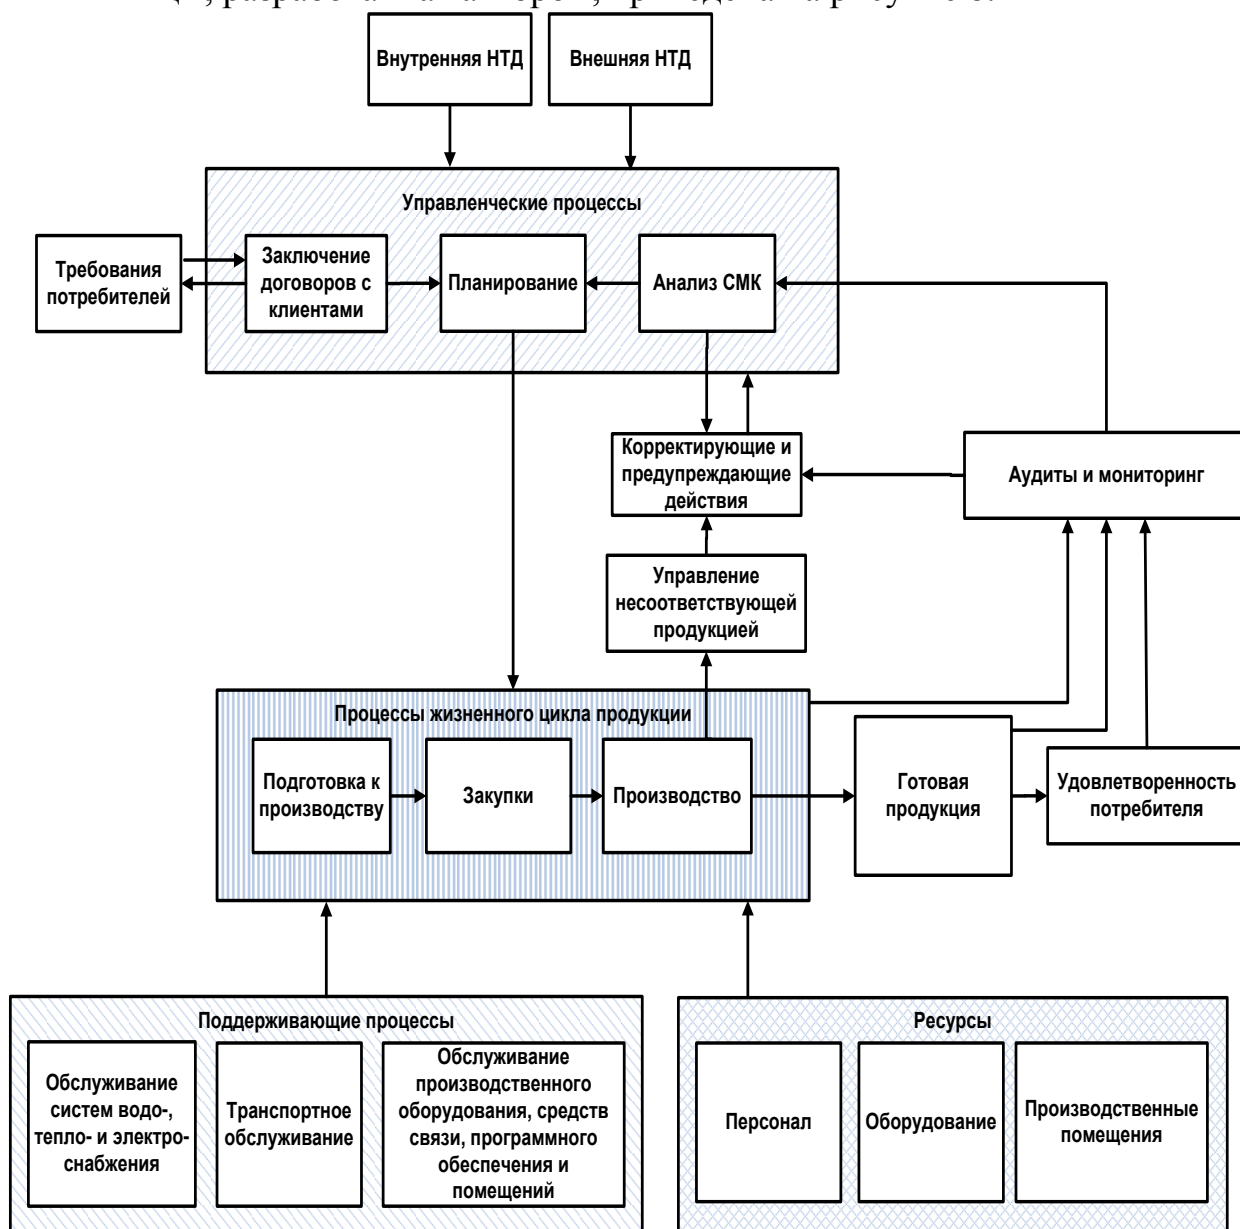 разработанная
Внутренняя НТД
Внешняя НТД
Управленческие процессы
Требования
потребителей
Заключение
договоров с
клиентами
Планирование
Анализ СМК
Корректирующие и
предупреждающие
действия
Аудиты и мониторинг
Управление
несоответствующей
продукцией
Процессы жизненного цикла продукции
Подготовка к
производству
Закупки
Производство
Готовая
продукция
Удовлетворенность
потребителя
Поддерживающие процессы
Обслуживание
систем водо-,
тепло- и электро-
снабжения
Транспортное
обслуживание
Обслуживание
производственного
оборудования, средств
связи, программного
обеспечения и
помещений
Ресурсы
Персонал
Оборудование
Производственные
помещения